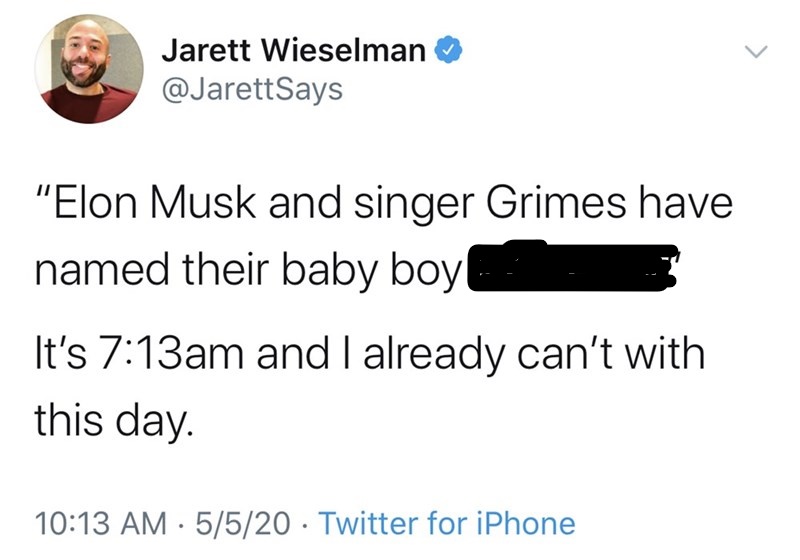 Jarett Wieselman
@JarettSays
“Elon Musk and singer Grimes have
named their baby boy ”
It’s 7:13am and I already can’t with
this day.
10:13 AM · 5/5/20 · Twitter for iPhone